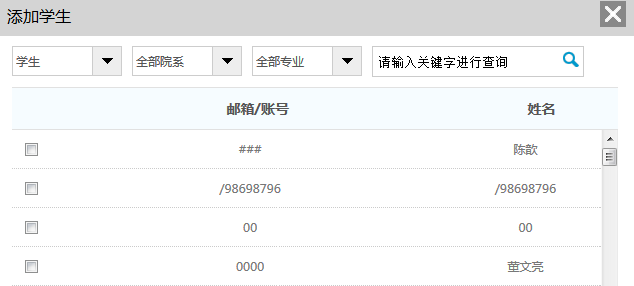 添加学生
学生 全部院系 全部专业 请输入关键字进行查询
邮箱/账号 姓名
### 陈歆
/98698796 /98698796
00 00
0000 董文亮